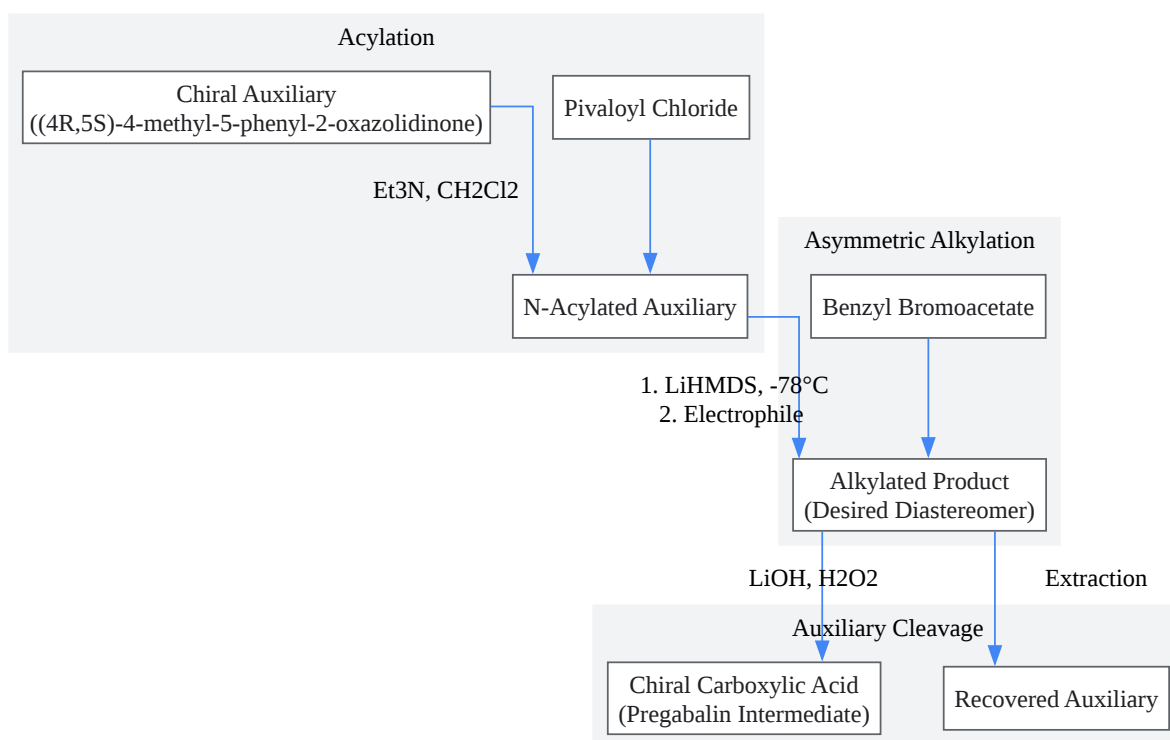 Acylation
Chiral Auxiliary
((4R,5S)-4-methyl-5-phenyl-2-oxazolidinone)
Pivaloyl Chloride
Et3N, CH2Cl2
N-Acylated Auxiliary
Asymmetric Alkylation
Benzyl Bromoacetate
1. LiHMDS, -78°C
2. Electrophile
Alkylated Product
(Desired Diastereomer)
LiOH, H2O2
Extraction
Auxiliary Cleavage
Chiral Carboxylic Acid
(Pregabalin Intermediate)
Recovered Auxiliary